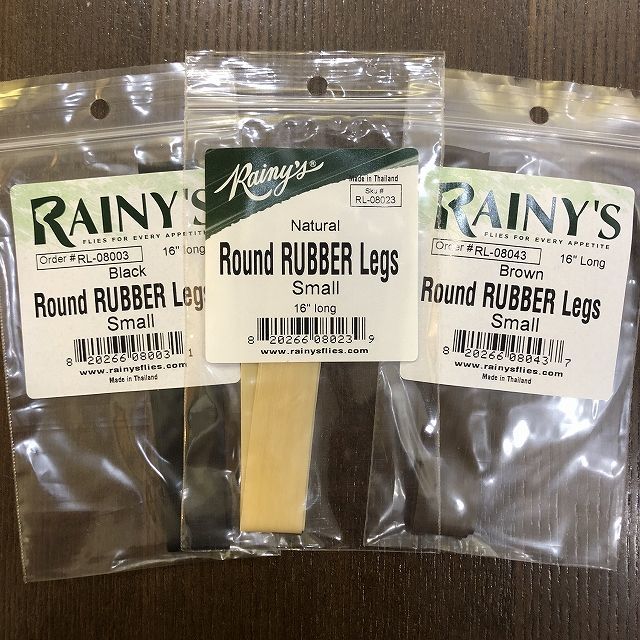 RAINY'S
FLIES FOR EVERY APPETITE
Order # RL-08003
16" long
Black
Round RUBBER Legs
Small
8 20266 08003 1
www.rainysflies.com
Made in Thailand
Rainy's®
Made in Thailand
Sku #
RL-08023
Natural
Round RUBBER Legs
Small
16" long
8 20266 08023 9
www.rainysflies.com
RAINY'S
FLIES FOR EVERY APPETITE
Order # RL-08043
16" Long
Brown
Round RUBBER Legs
Small
8 20266 08043 7
www.rainysflies.com
Made in Thailand